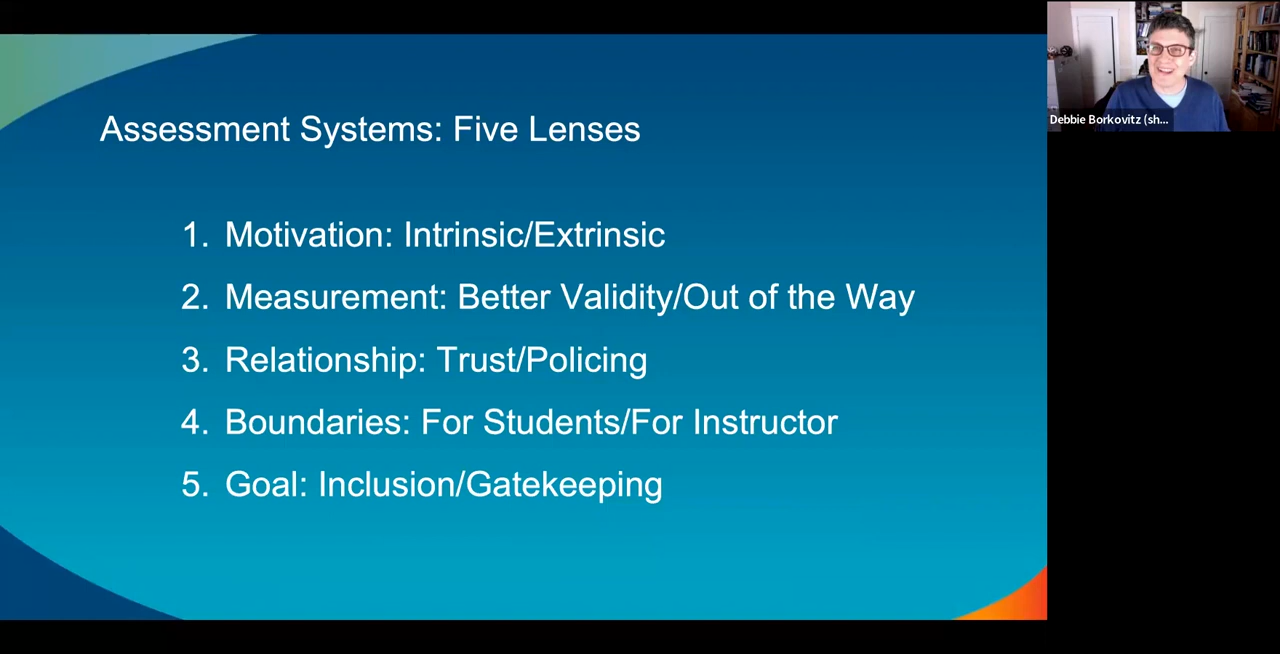 Assessment Systems: Five Lenses
1. Motivation: Intrinsic/Extrinsic
2. Measurement: Better Validity/Out of the Way
3. Relationship: Trust/Policing
4. Boundaries: For Students/For Instructor
5. Goal: Inclusion/Gatekeeping
Debbie Borkovitz (sh...